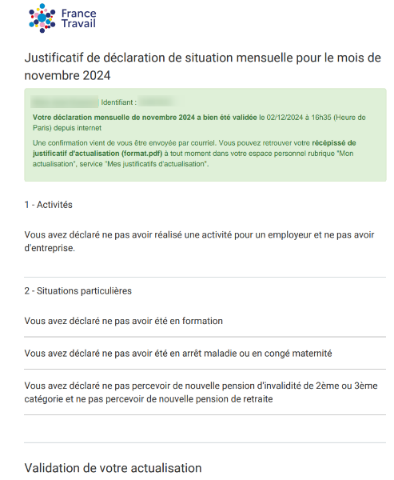 France
Travail
Justificatif de déclaration de situation mensuelle pour le mois de
novembre 2024
Identifiant :
Votre déclaration mensuelle de novembre 2024 a bien été validée le 02/12/2024 à 16h35 (Heure de
Paris) depuis internet
Une confirmation vient de vous être envoyée par courriel. Vous pouvez retrouver votre récépissé de
justificatif d'actualisation (format.pdf) à tout moment dans votre espace personnel rubrique "Mon
actualisation", service "Mes justificatifs d'actualisation".
1 - Activités
Vous avez déclaré ne pas avoir réalisé une activité pour un employeur et ne pas avoir
d'entreprise.
2 - Situations particulières
Vous avez déclaré ne pas avoir été en formation
Vous avez déclaré ne pas avoir été en arrêt maladie ou en congé maternité
Vous avez déclaré ne pas percevoir de nouvelle pension d'invalidité de 2ème ou 3ème
catégorie et ne pas percevoir de nouvelle pension de retraite
Validation de votre actualisation